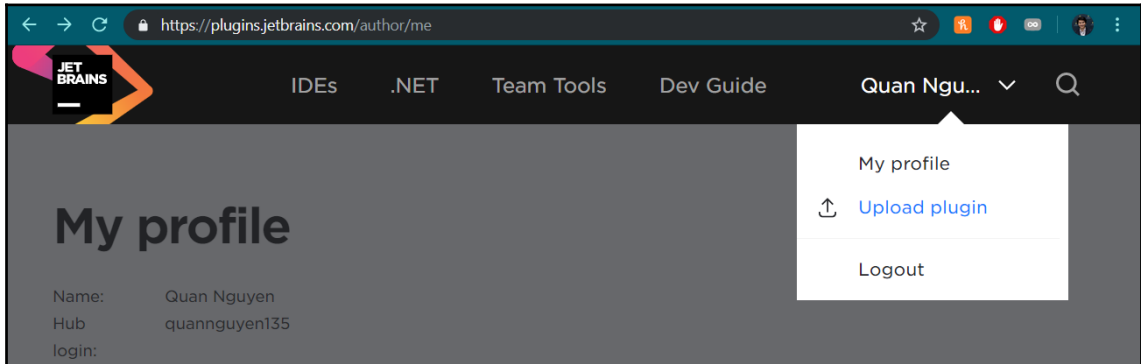 https://plugins.jetbrains.com/author/me
JET
BRAINS
IDEs .NET Team Tools Dev Guide Quan Ngu...
My profile
Upload plugin
Logout
My profile
Name: Quan Nguyen
Hub quannguyen135
login: